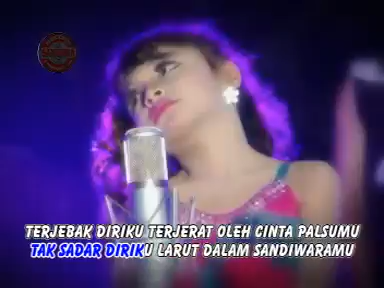 TERJEBAK DIRIKU TERJERAT OLEH CINTA PALSUMU
TAK SADAR DIRIKU LARUT DALAM SANDIWARAMU